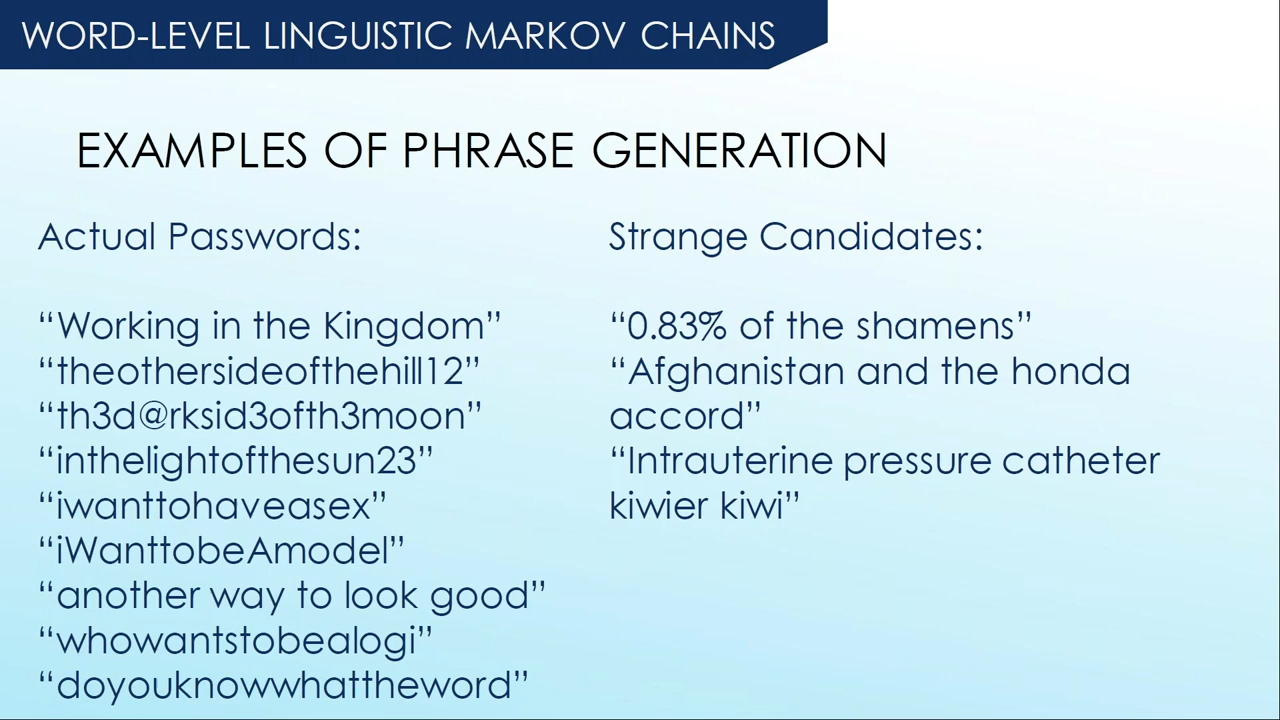 WORD-LEVEL LINGUISTIC MARKOV CHAINS
EXAMPLES OF PHRASE GENERATION
Actual Passwords:
“Working in the Kingdom”
“theothersideofthehill12”
“th3d@rksid3ofth3moon”
“inthelightofthesun23”
“iwanttohaveasex”
“iWanttobeAmodel”
“another way to look good”
“whowantstobealogi”
“doyouknowwhattheword”
Strange Candidates:
“0.83% of the shamens”
“Afghanistan and the honda
accord”
“Intrauterine pressure catheter
kiwier kiwi”